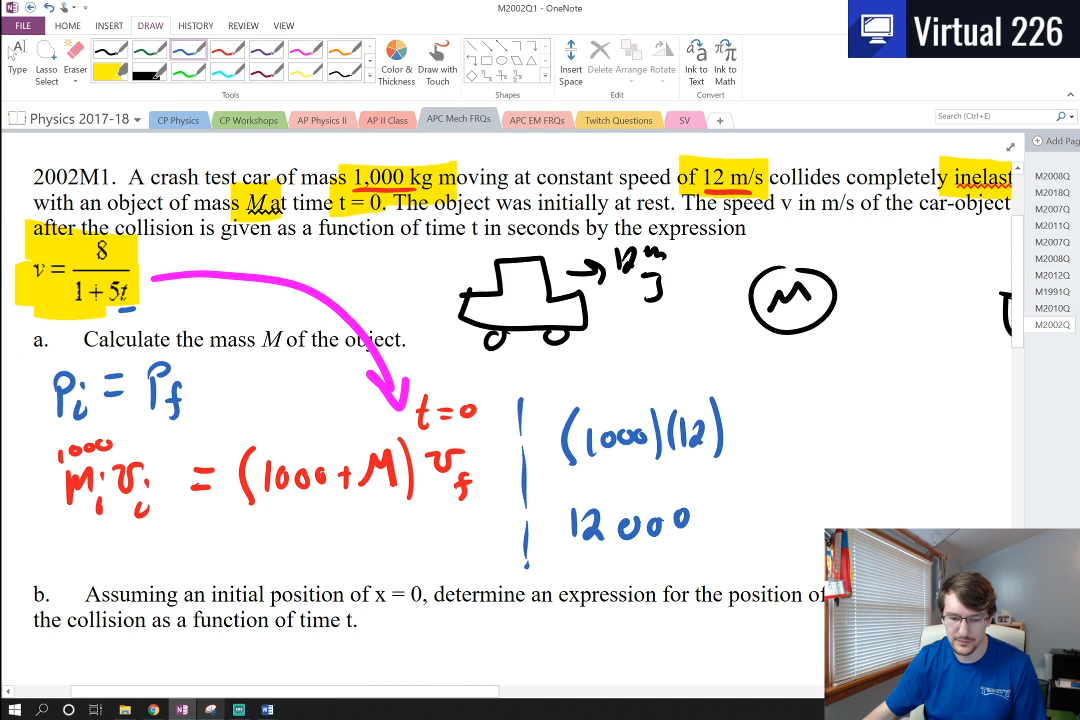 M2002Q1 - OneNote
Virtual 226
FILE HOME INSERT DRAW HISTORY REVIEW VIEW
Type Lasso Select Eraser Color & Thickness Draw with Touch Insert Space Delete Arrange Rotate Ink to Text Ink to Math
Tools Shapes Edit Convert
Physics 2017-18 CP Physics CP Workshops AP Physics II AP II Class APC Mech FRQs APC EM FRQs Twitch Questions SV + Search (Ctrl+E)
Add Pag
M2008Q
M2018Q
M2007Q
M2011Q
M2007Q
M2008Q
M2012Q
M1991Q
M2010Q
M2002Q
2002M1. A crash test car of mass 1,000 kg moving at constant speed of 12 m/s collides completely inelast
with an object of mass M at time t = 0. The object was initially at rest. The speed v in m/s of the car-object
after the collision is given as a function of time t in seconds by the expression
v = 8 / 1 + 5t
12 m/s
M
a. Calculate the mass M of the object.
Pi = Pf
t=0
1000
Mi vi = (1000 + M) vf
(1000)(12)
12 000
b. Assuming an initial position of x = 0, determine an expression for the position of
the collision as a function of time t.